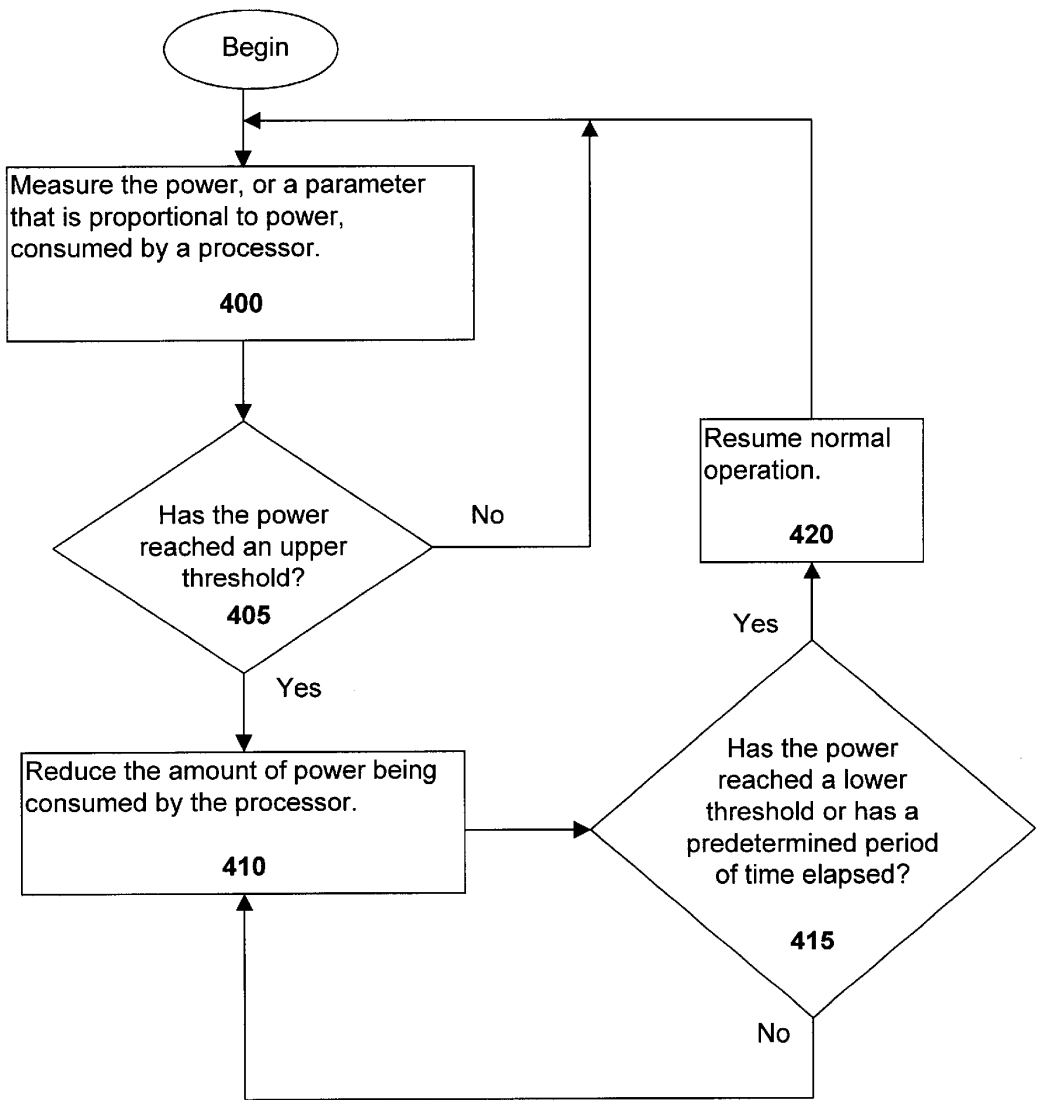 Begin
Measure the power, or a parameter
that is proportional to power,
consumed by a processor.
400
Has the power
reached an upper
threshold?
405
No
Yes
Reduce the amount of power being
consumed by the processor.
410
Has the power
reached a lower
threshold or has a
predetermined period
of time elapsed?
415
No
Yes
Resume normal
operation.
420